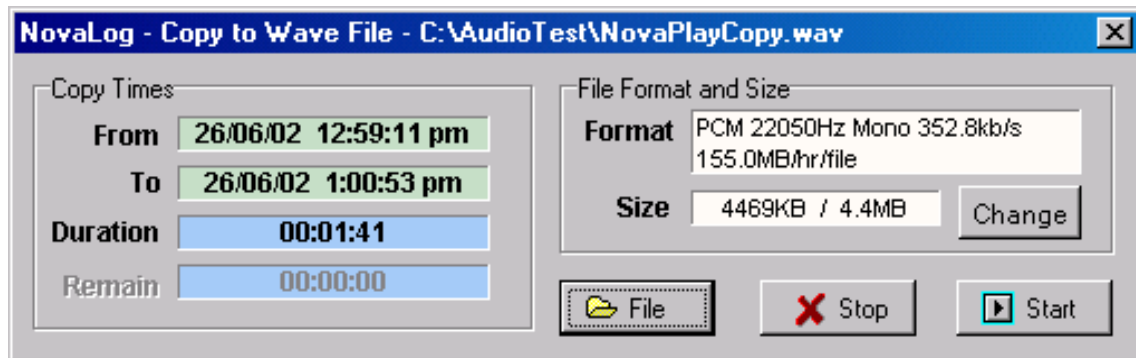 NovaLog - Copy to Wave File - C:\AudioTest\NovaPlayCopy.wav
Copy Times
From 26/06/02 12:59:11 pm
To 26/06/02 1:00:53 pm
Duration 00:01:41
Remain 00:00:00
File Format and Size
Format PCM 22050Hz Mono 352.8kb/s
155.0MB/hr/file
Size 4469KB / 4.4MB
Change
File
Stop
Start